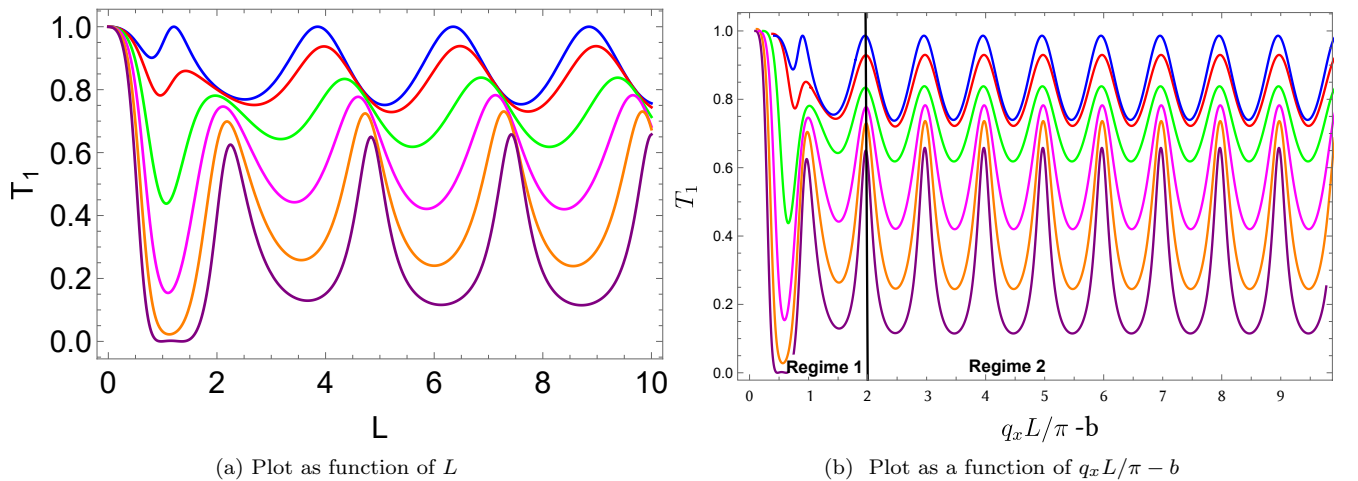 1.0
0.8
0.6
0.4
0.2
0.0
T₁
0 2 4 6 8 10
L
(a) Plot as function of L
1.0
0.8
0.6
0.4
0.2
0.0
T₁
Regime 1 Regime 2
0 1 2 3 4 5 6 7 8 9
qₓL/π -b
(b) Plot as a function of qₓL/π − b